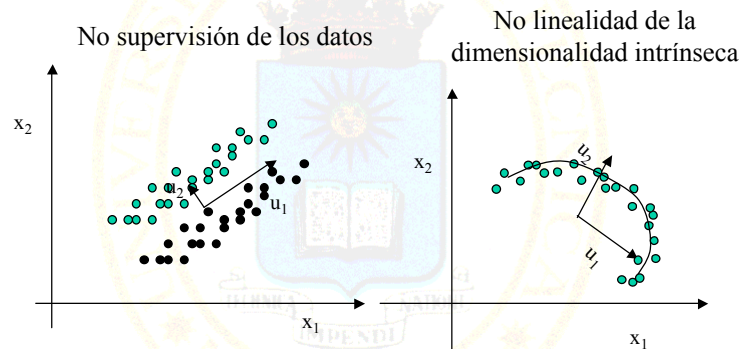 No supervisión de los datos
x2
u2
u1
x1
No linealidad de la
dimensionalidad intrínseca
x2
u2
u1
x1